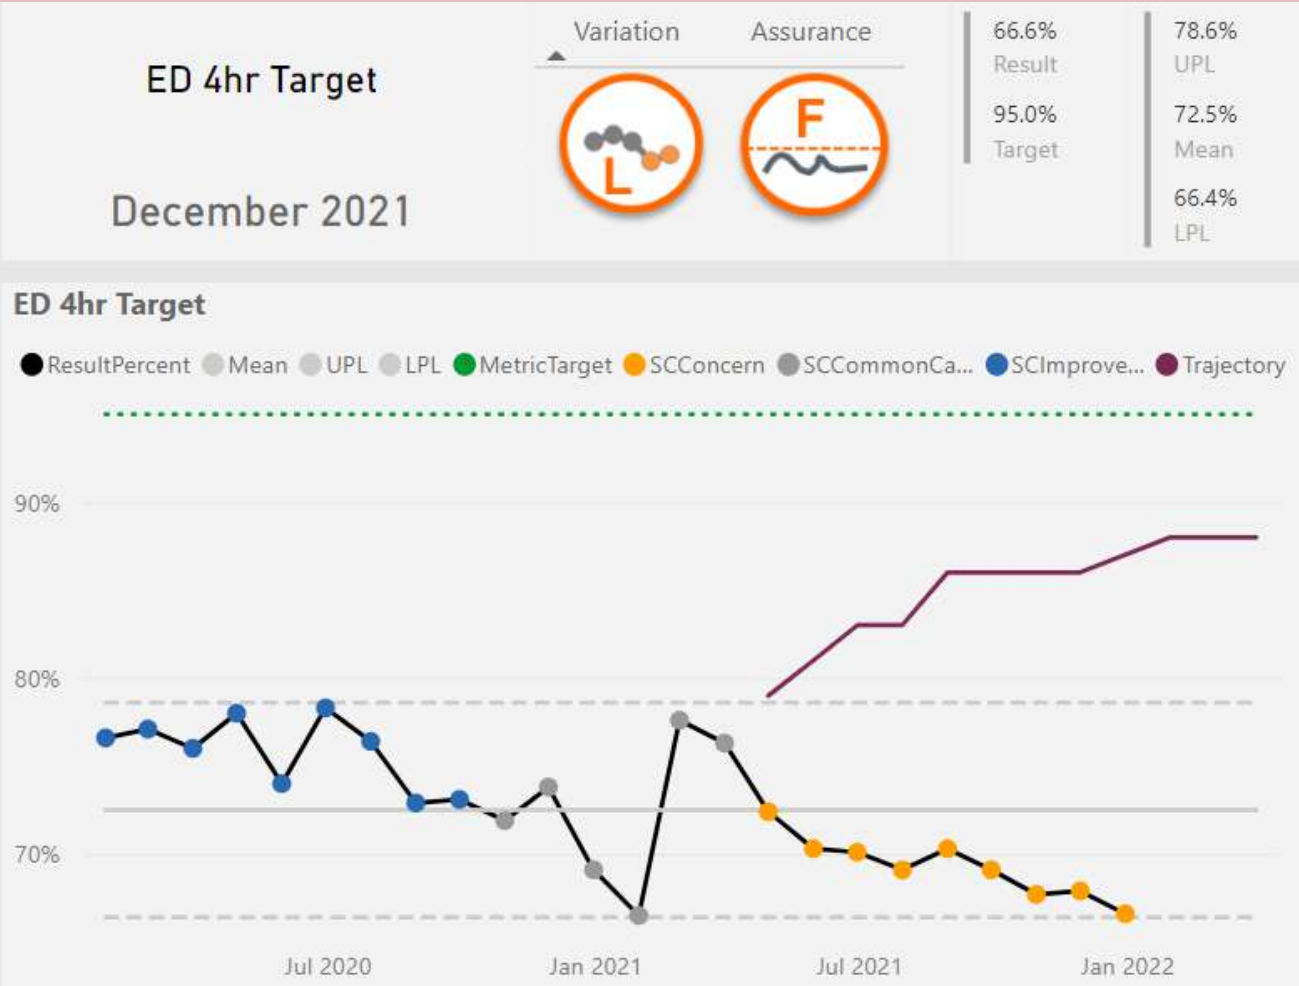 ED 4hr Target
December 2021
Variation Assurance
L
F
66.6%
Result
95.0%
Target
78.6%
UPL
72.5%
Mean
66.4%
LPL
ED 4hr Target
ResultPercent Mean UPL LPL MetricTarget SCConcern SCCommonCa... SCImprove... Trajectory
90%
80%
70%
Jul 2020 Jan 2021 Jul 2021 Jan 2022